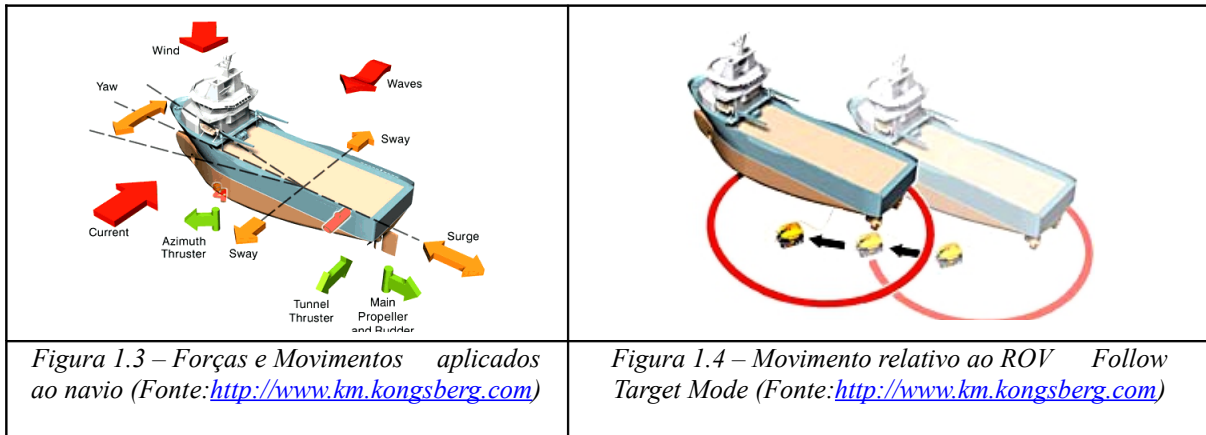 Wind
Waves
Yaw
Sway
Current
Azimuth
Thruster
Sway
Surge
Tunnel
Thruster
Main
Propeller
and Rudder
Figura 1.3 – Forças e Movimentos aplicados
ao navio (Fonte:http://www.km.kongsberg.com)
Figura 1.4 – Movimento relativo ao ROV Follow
Target Mode (Fonte:http://www.km.kongsberg.com)